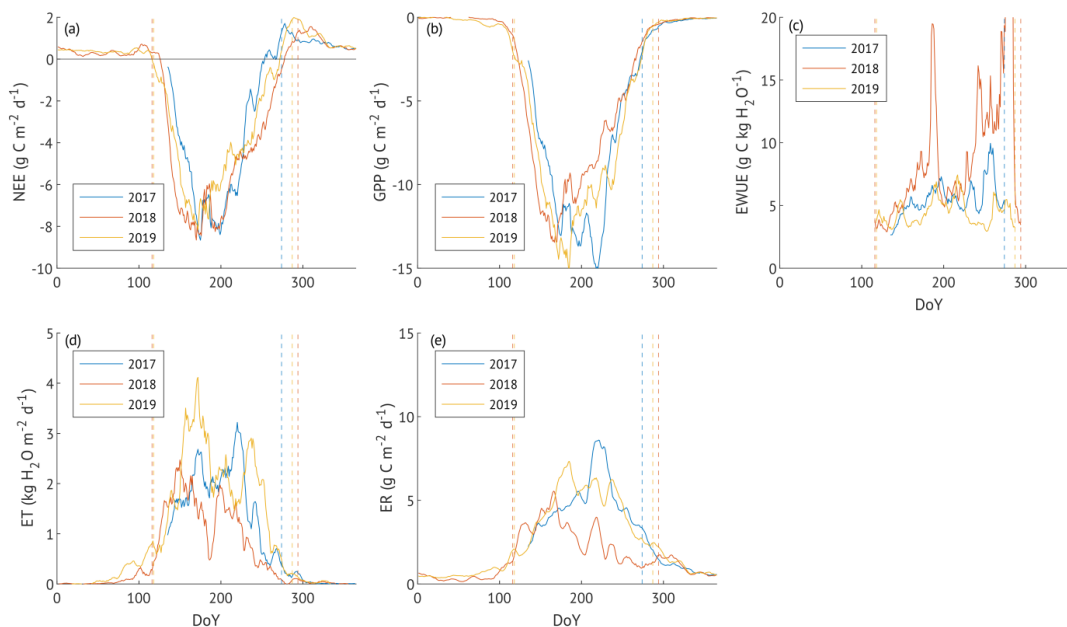 (a)
2
0
-2
-4
-6
-8
-10
NEE (g C m⁻² d⁻¹)
2017
2018
2019
0 100 200 300
(b)
0
-5
-10
-15
GPP (g C m⁻² d⁻¹)
2017
2018
2019
0 100 200 300
(c)
20
15
10
5
0
EWUE (g C kg H₂O⁻¹)
2017
2018
2019
0 100 200 300
DoY
(d)
5
4
3
2
1
0
ET (kg H₂O m⁻² d⁻¹)
2017
2018
2019
0 100 200 300
DoY
(e)
15
10
5
0
ER (g C m⁻² d⁻¹)
2017
2018
2019
0 100 200 300
DoY